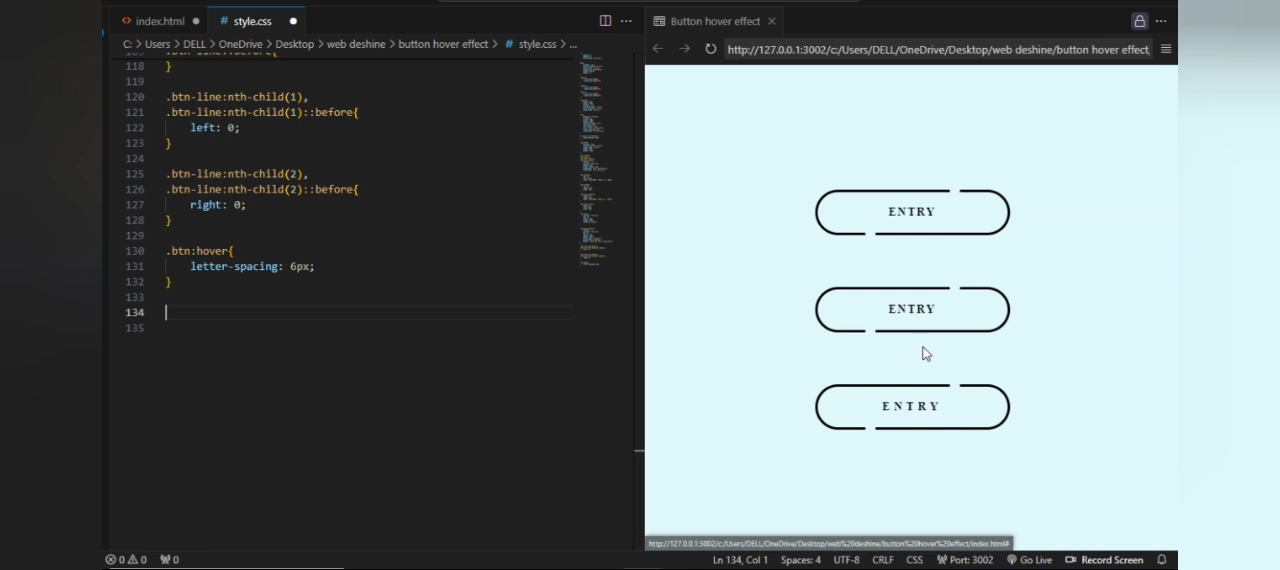 index.html
style.css
Button hover effect
C: > Users > DELL > OneDrive > Desktop > web deshine > button hover effect > # style.css > ...
http://127.0.0.1:3002/c:/Users/DELL/OneDrive/Desktop/web deshine/button hover effect,
118 }
119
120 .btn-line:nth-child(1),
121 .btn-line:nth-child(1)::before{
122 left: 0;
123 }
124
125 .btn-line:nth-child(2),
126 .btn-line:nth-child(2)::before{
127 right: 0;
128 }
129
130 .btn:hover{
131 letter-spacing: 6px;
132 }
133
134
135
ENTRY
ENTRY
ENTRY
http://127.0.0.1:3002/c:/Users/DELL/OneDrive/Desktop/web%20deshine/button%20hover%20effect/index.html#
0 0 0
Ln 134, Col 1 Spaces: 4 UTF-8 CRLF CSS Port: 3002 Go Live Record Screen